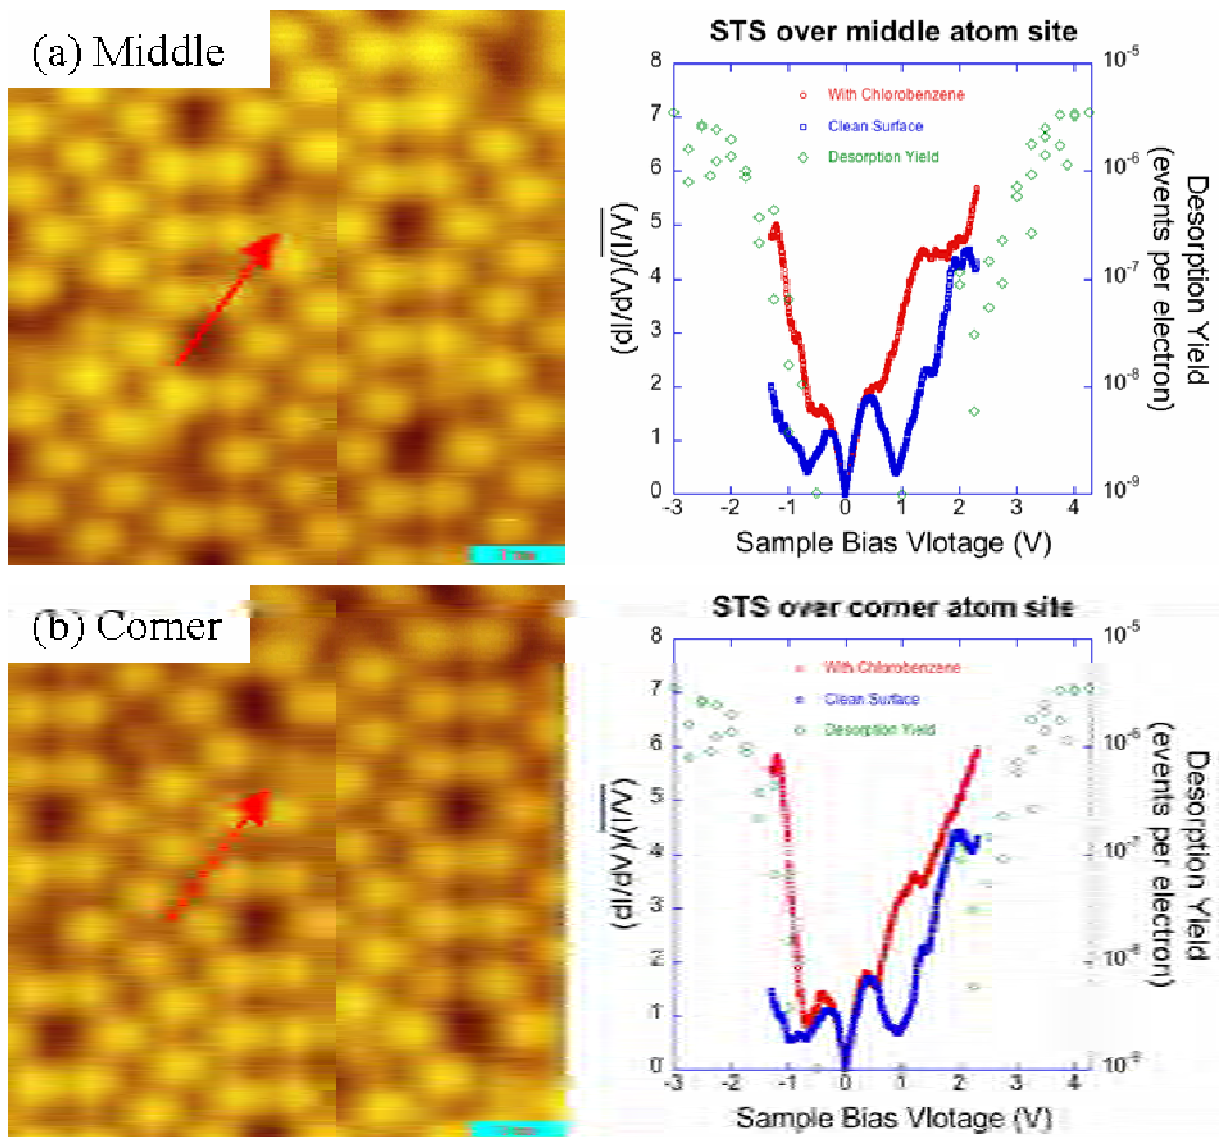 (a) Middle
STS over middle atom site
With Chlorobenzene
Clean Surface
Desorption Yield
8
7
6
5
4
3
2
1
0
(dI/dV)/(I/V)
10-5
10-6
10-7
10-8
10-9
Desorption Yield
(events per electron)
-3 -2 -1 0 1 2 3 4
Sample Bias Vlotage (V)
(b) Corner
STS over corner atom site
With Chlorobenzene
Clean Surface
Desorption Yield
8
7
6
5
4
3
2
1
0
(dI/dV)/(I/V)
10-5
10-6
10-7
10-8
10-9
Desorption Yield
(events per electron)
-3 -2 -1 0 1 2 3 4
Sample Bias Vlotage (V)